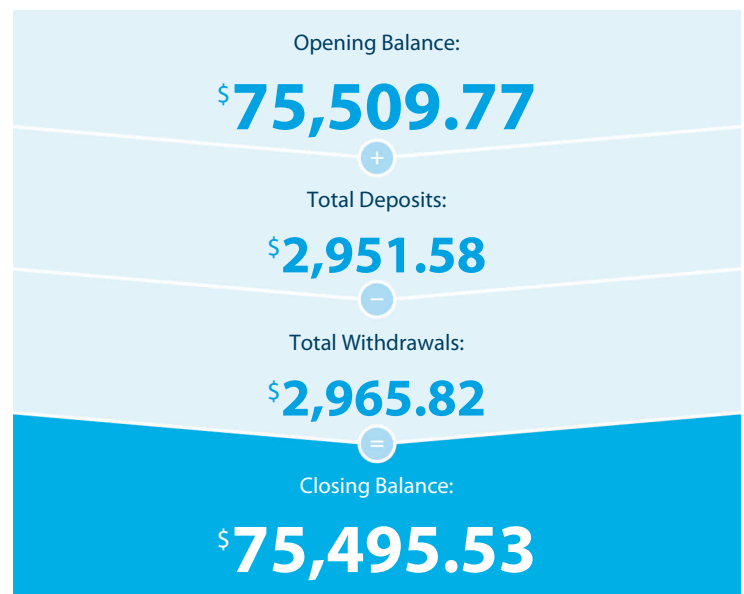 Opening Balance:
$75,509.77
+
Total Deposits:
$2,951.58
−
Total Withdrawals:
$2,965.82
=
Closing Balance:
$75,495.53